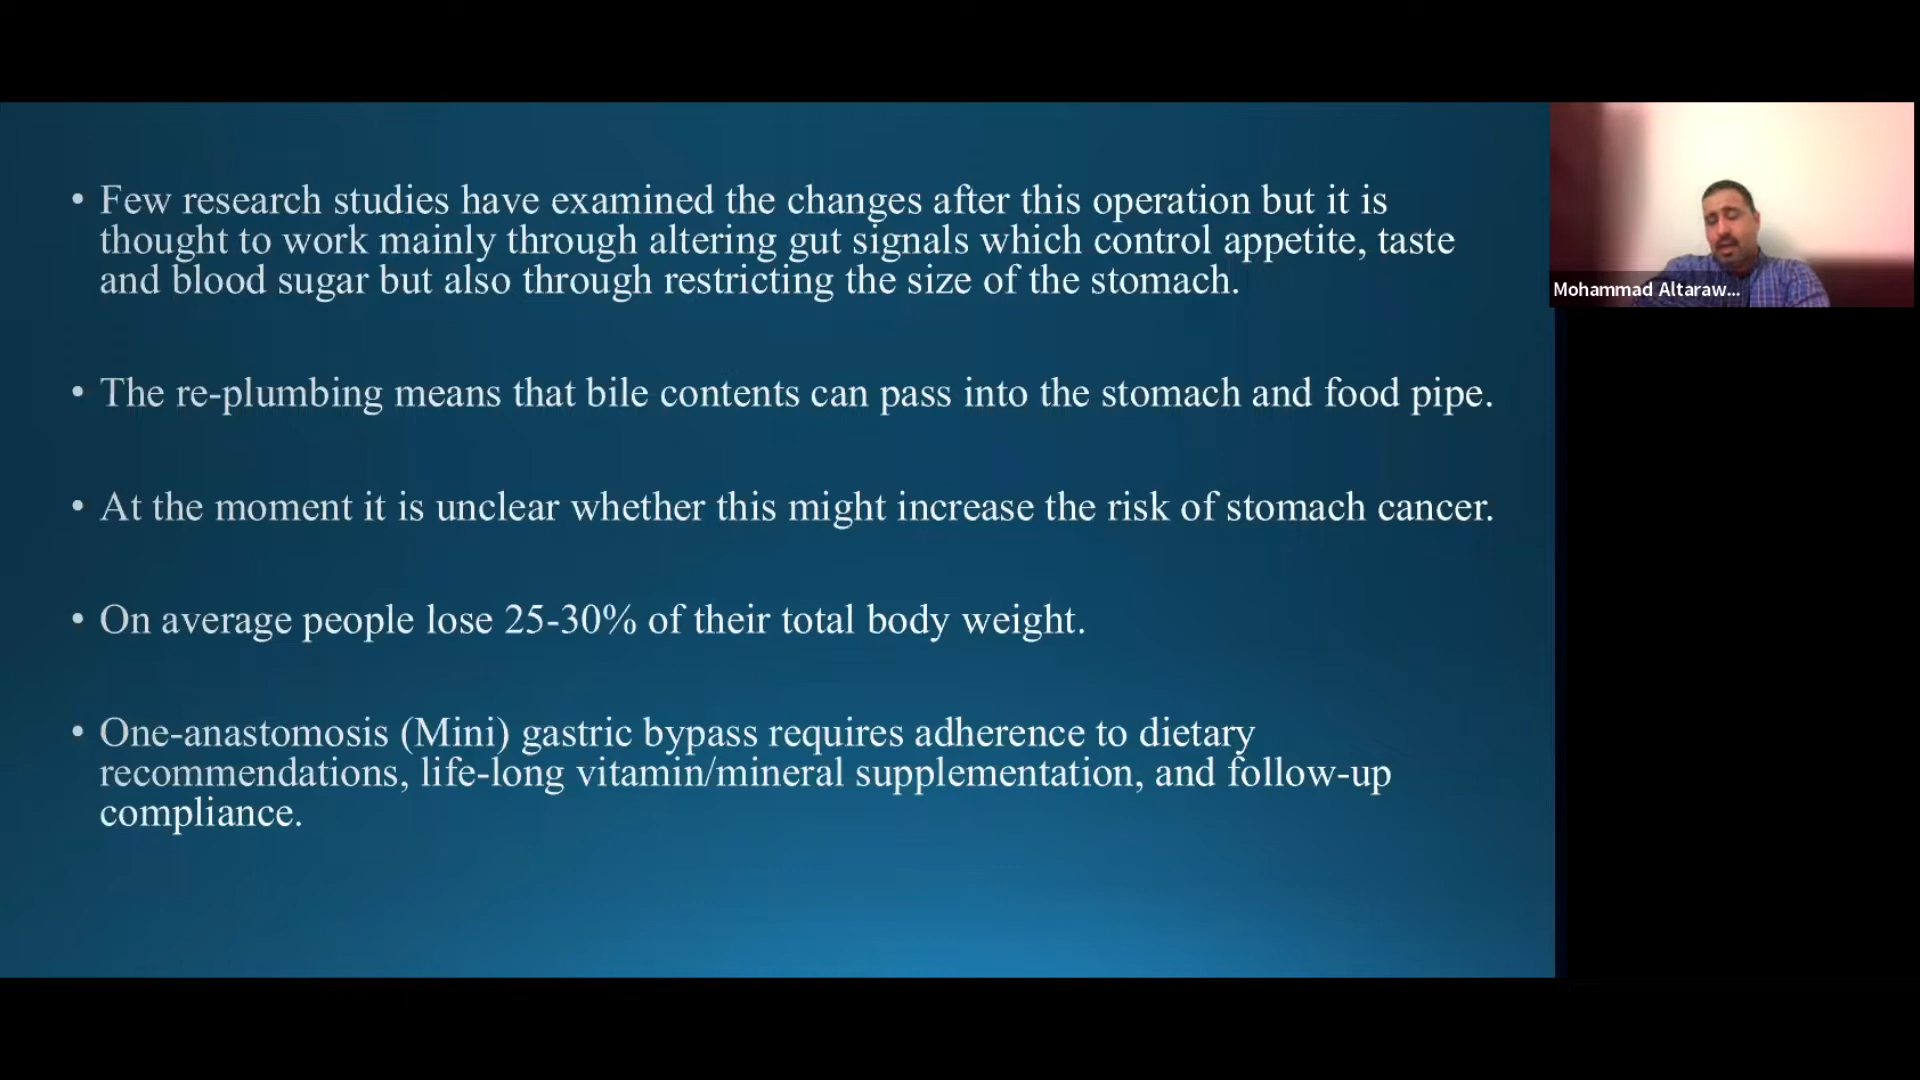 • Few research studies have examined the changes after this operation but it is
thought to work mainly through altering gut signals which control appetite, taste
and blood sugar but also through restricting the size of the stomach.
• The re-plumbing means that bile contents can pass into the stomach and food pipe.
• At the moment it is unclear whether this might increase the risk of stomach cancer.
• On average people lose 25-30% of their total body weight.
• One-anastomosis (Mini) gastric bypass requires adherence to dietary
recommendations, life-long vitamin/mineral supplementation, and follow-up
compliance.
Mohammad Altaraw...